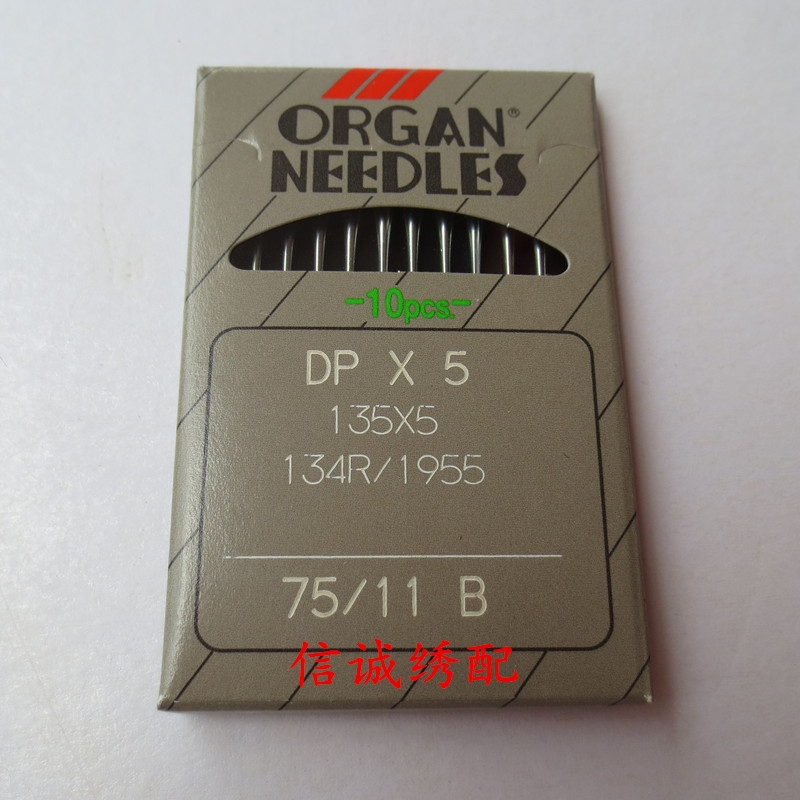 ORGAN®
NEEDLES
-10pcs.-
DP X 5
135X5
134R/1955
75/11 B
信诚绣配